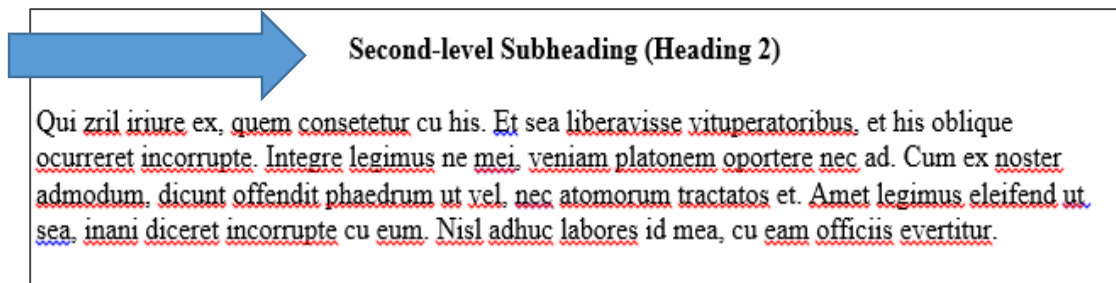 Second-level Subheading (Heading 2)
Qui zril iriure ex, quem consetetur cu his. Et sea liberavisse vituperatoribus, et his oblique
ocurreret incorrupte. Integre legimus ne mei, veniam platonem oportere nec ad. Cum ex noster
admodum, dicunt offendit phaedrum ut vel, nec atomorum tractatos et. Amet legimus eleifend ut
sea, inani diceret incorrupte cu eum. Nisl adhuc labores id mea, cu eam officiis evertitur.